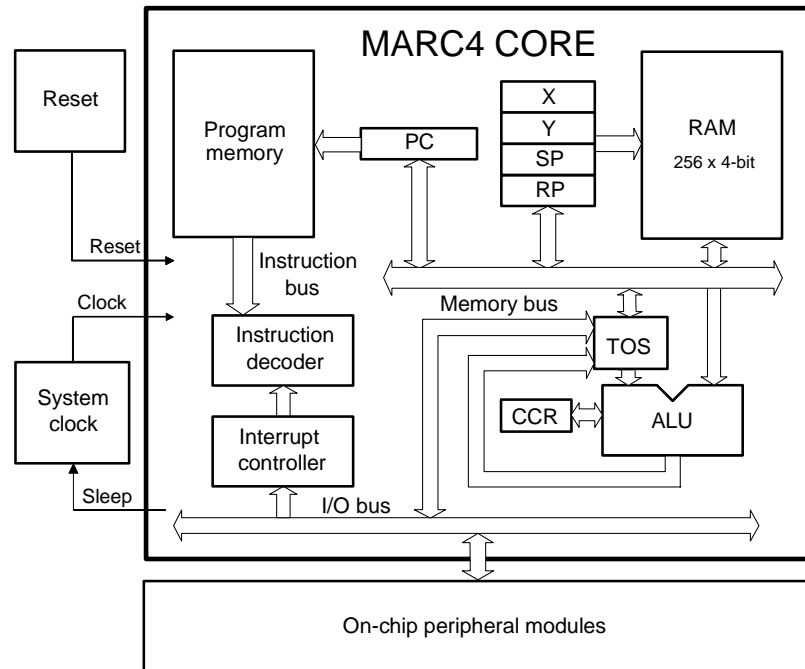 MARC4 CORE
Reset
Program
memory
PC
X
Y
SP
RP
RAM
256 x 4-bit
Reset
Instruction
bus
Clock
Memory bus
Instruction
decoder
TOS
System
clock
CCR
ALU
Interrupt
controller
Sleep
I/O bus
On-chip peripheral modules